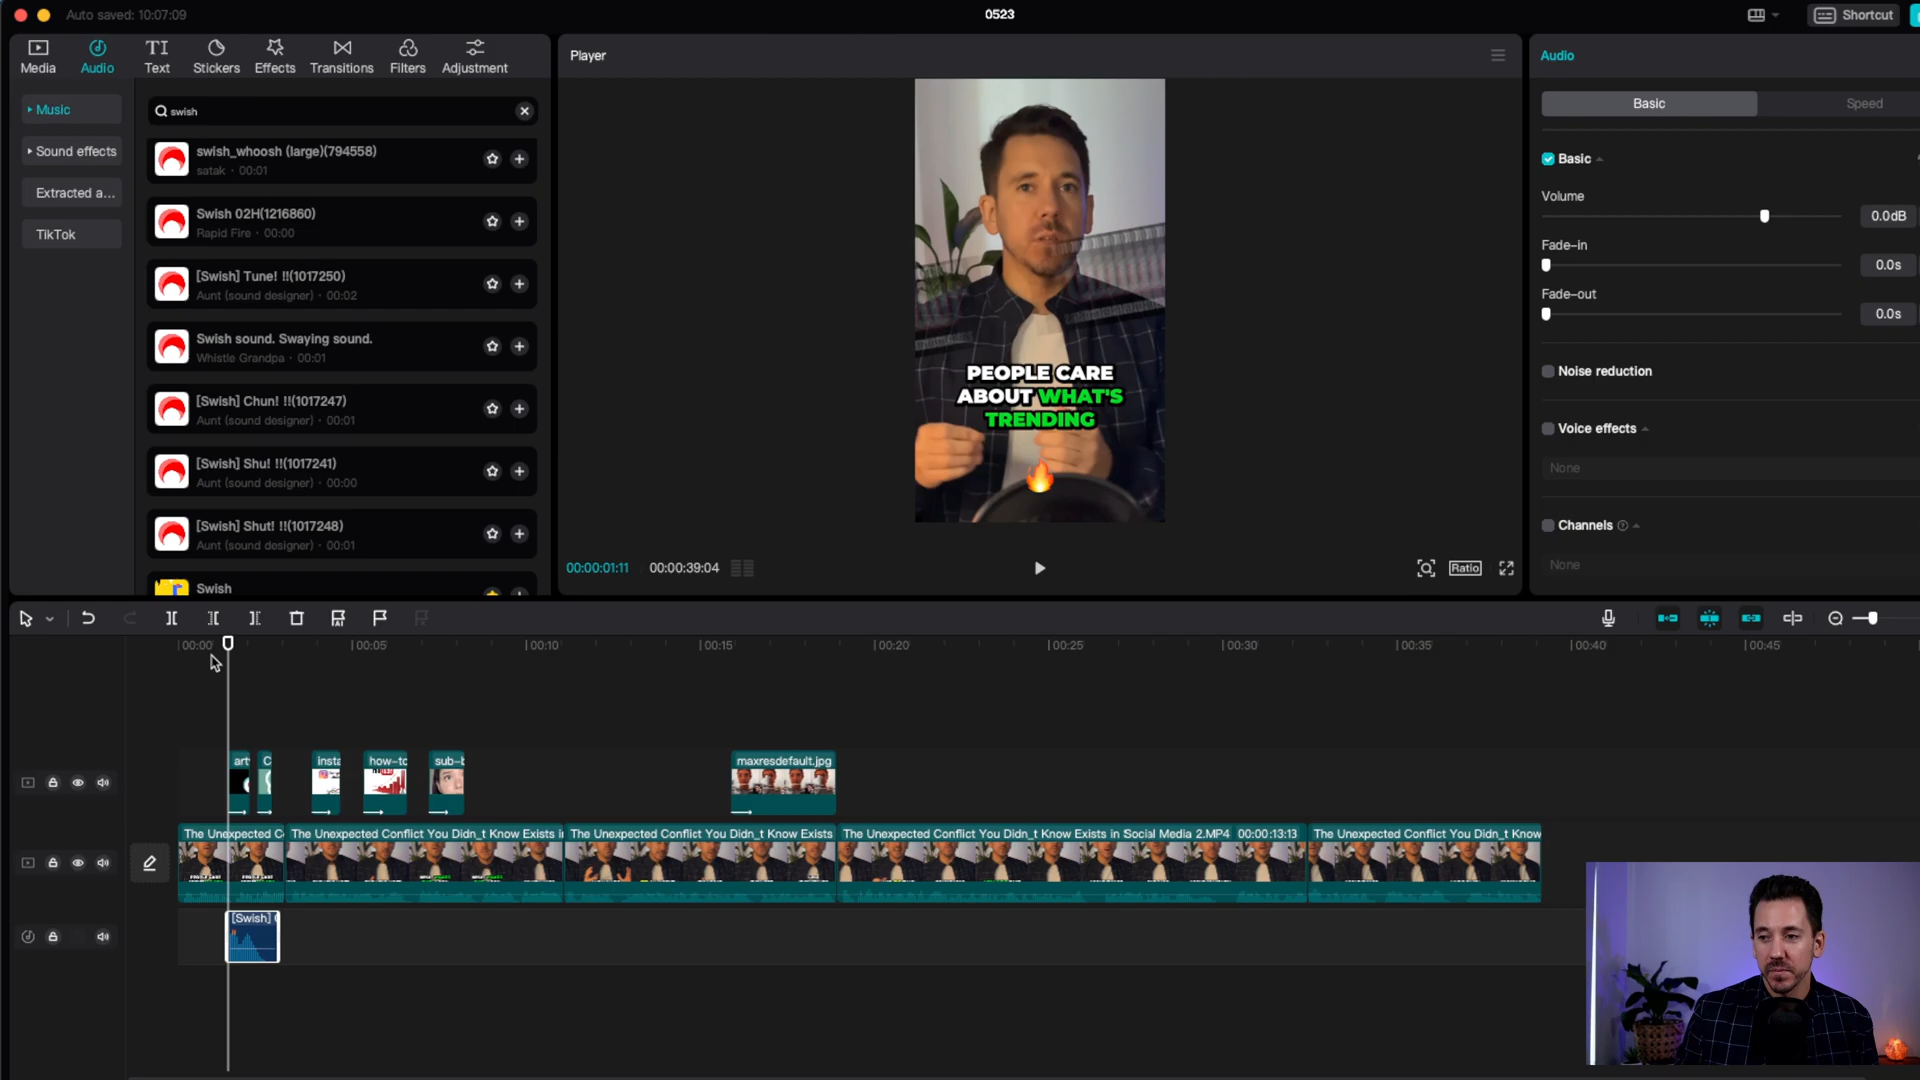 Auto saved: 10:07:09
0523
Shortcut
Media
Audio
Text
Stickers
Effects
Transitions
Filters
Adjustment
Player
Audio
Music
Sound effects
Extracted a...
TikTok
swish
swish_whoosh (large)(794558)
satak · 00:01
Swish 02H(1216860)
Rapid Fire · 00:00
[Swish] Tune! !!(1017250)
Aunt (sound designer) · 00:02
Swish sound. Swaying sound.
Whistle Grandpa · 00:01
[Swish] Chun! !!(1017247)
Aunt (sound designer) · 00:01
[Swish] Shu! !!(1017241)
Aunt (sound designer) · 00:00
[Swish] Shut! !!(1017248)
Aunt (sound designer) · 00:01
Swish
PEOPLE CARE
ABOUT WHAT'S
TRENDING
00:00:01:11
00:00:39:04
Ratio
Basic
Speed
Basic
Volume
0.0dB
Fade-in
0.0s
Fade-out
0.0s
Noise reduction
Voice effects
None
Channels
None
00:00
00:05
00:10
00:15
00:20
00:25
00:30
00:35
00:40
00:45
art
C
insta
how-to
sub-b
maxresdefault.jpg
The Unexpected C
The Unexpected Conflict You Didn_t Know Exists i
The Unexpected Conflict You Didn_t Know Exists
The Unexpected Conflict You Didn_t Know Exists in Social Media 2.MP4 00:00:13:13
The Unexpected Conflict You Didn_t Know
[Swish]